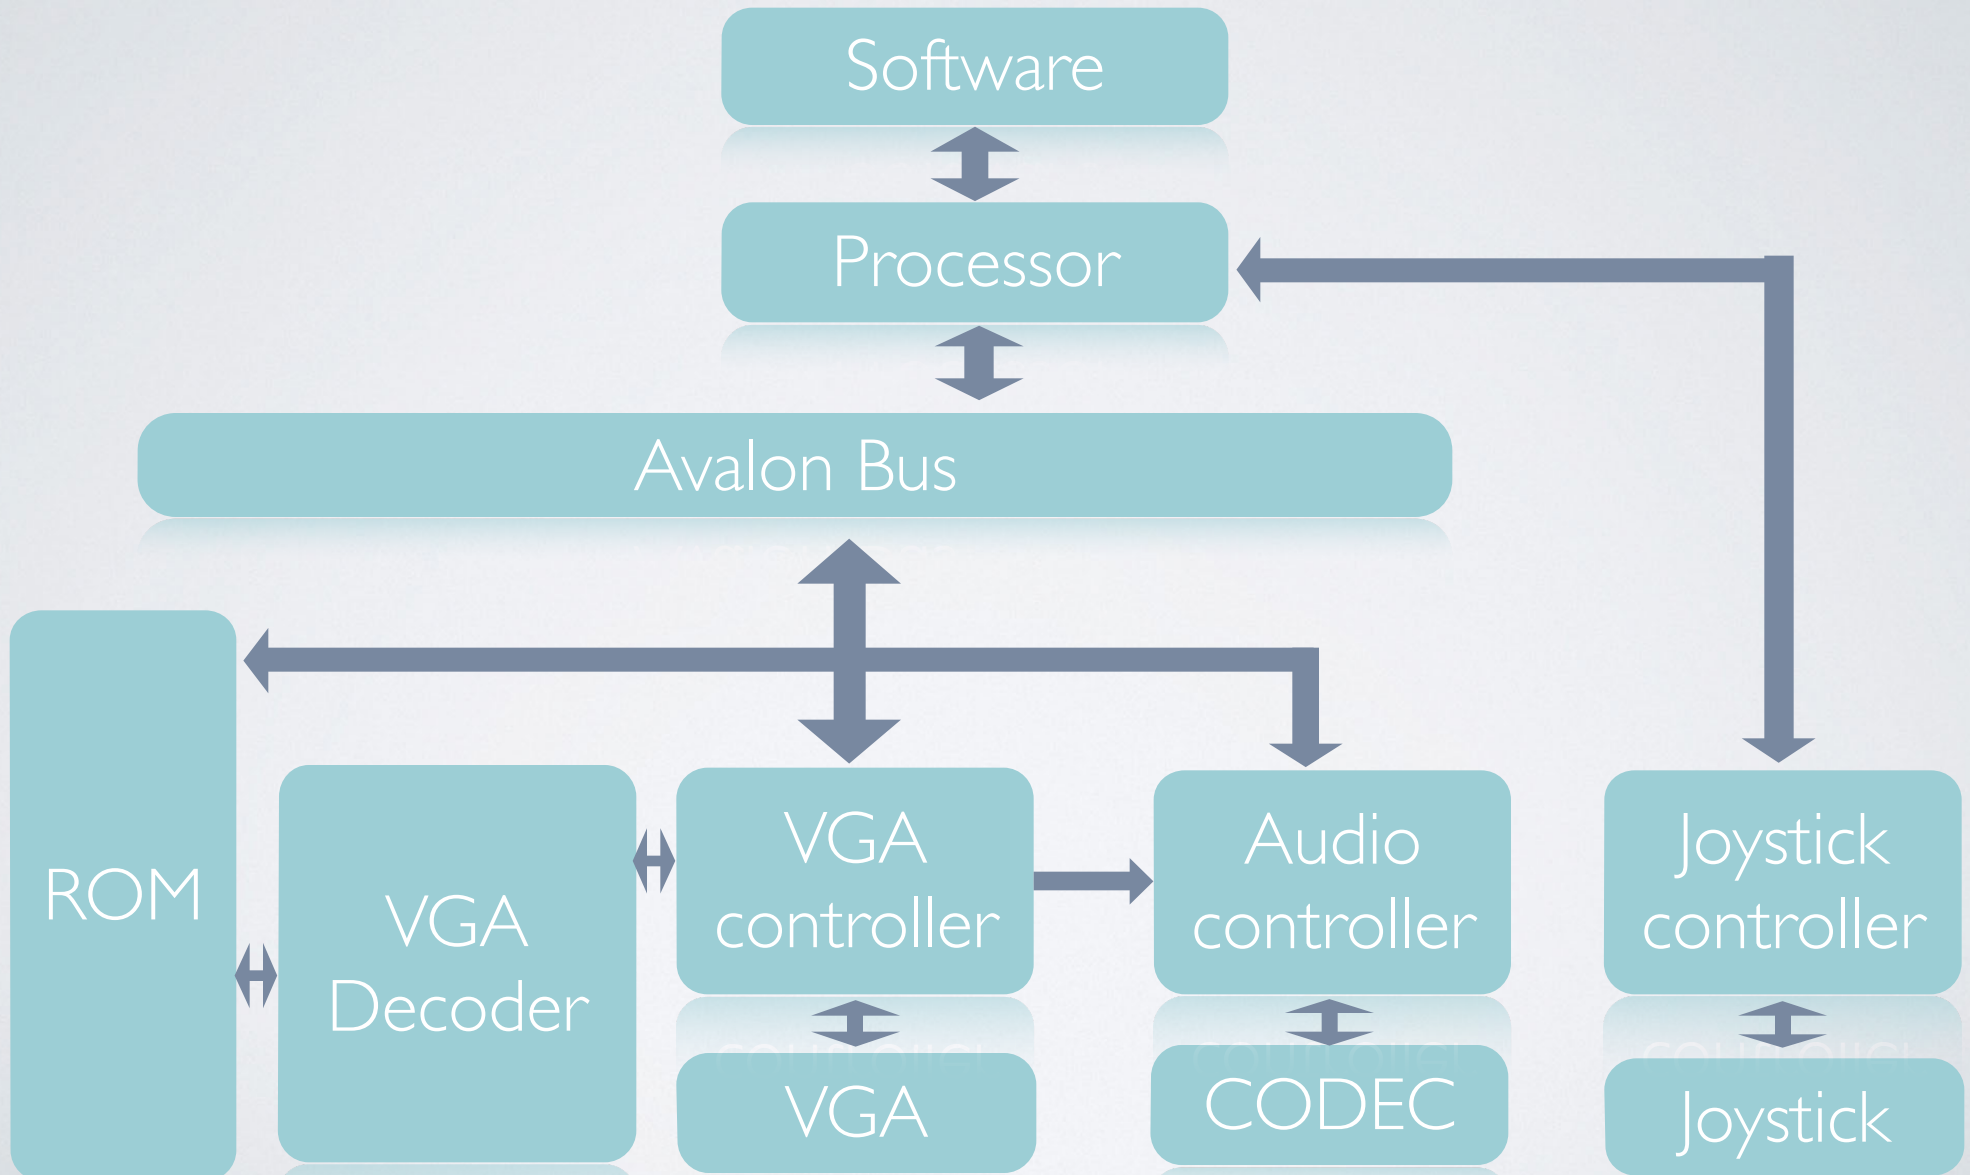 Software
Processor
Avalon Bus
ROM
VGA
Decoder
VGA
controller
Audio
controller
Joystick
controller
VGA
CODEC
Joystick